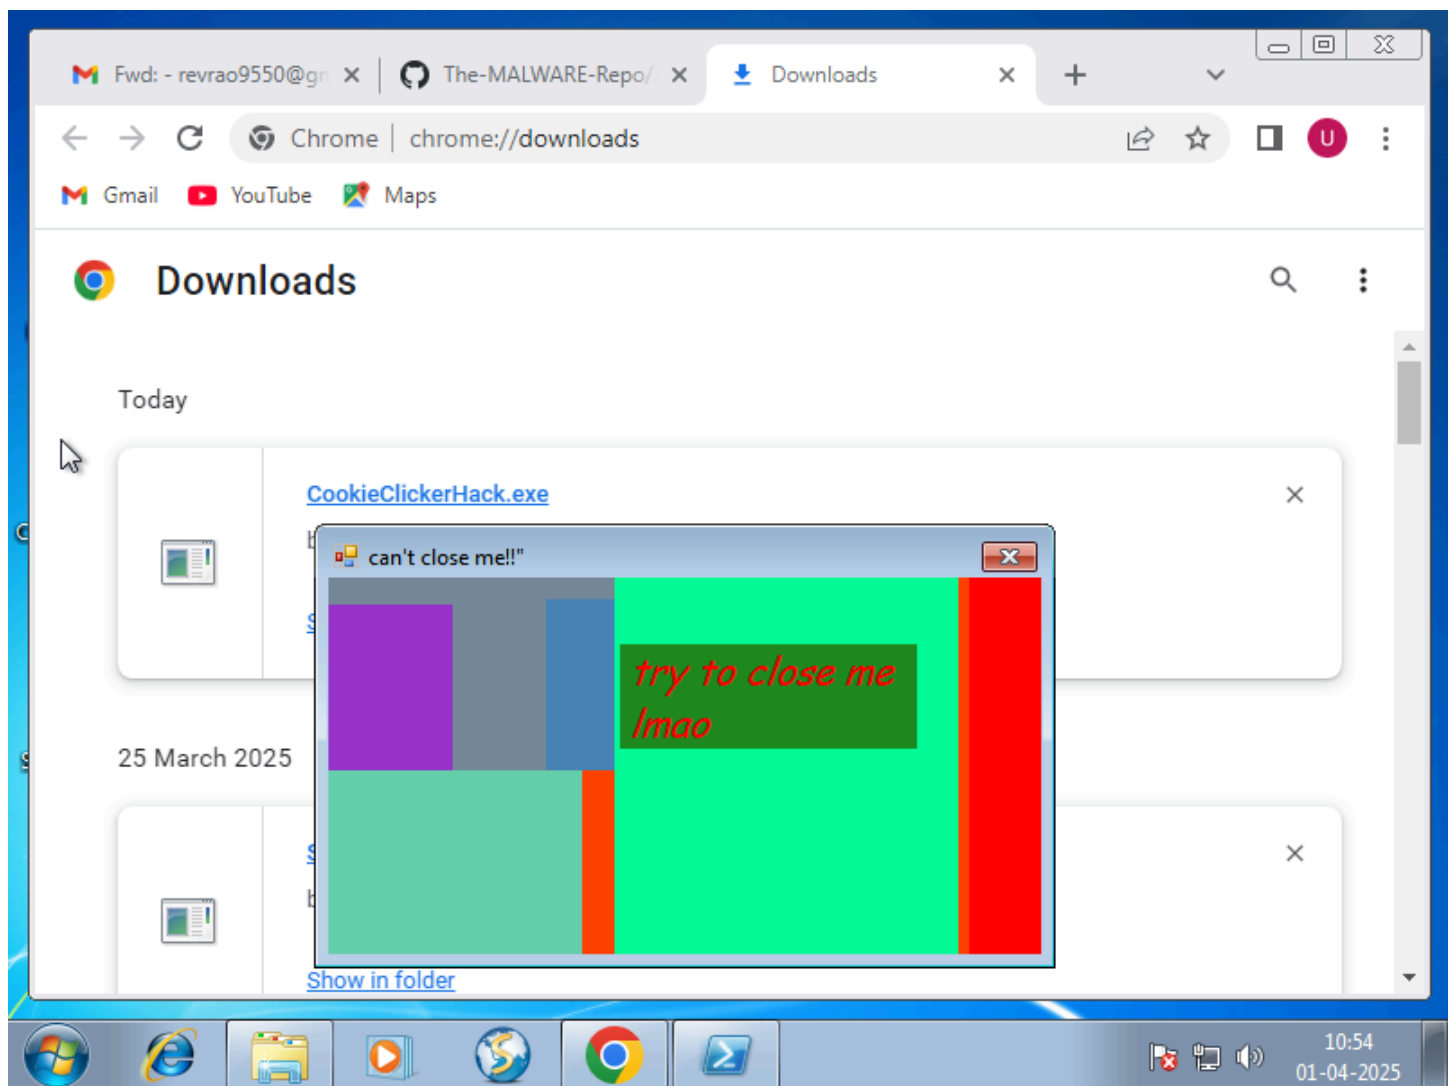 Fwd: - revrao9550@gm
The-MALWARE-Repo/
Downloads
Chrome
chrome://downloads
U
Gmail
YouTube
Maps
Downloads
Today
CookieClickerHack.exe
can't close me!!"
try to close me
lmao
25 March 2025
Show in folder
10:54
01-04-2025